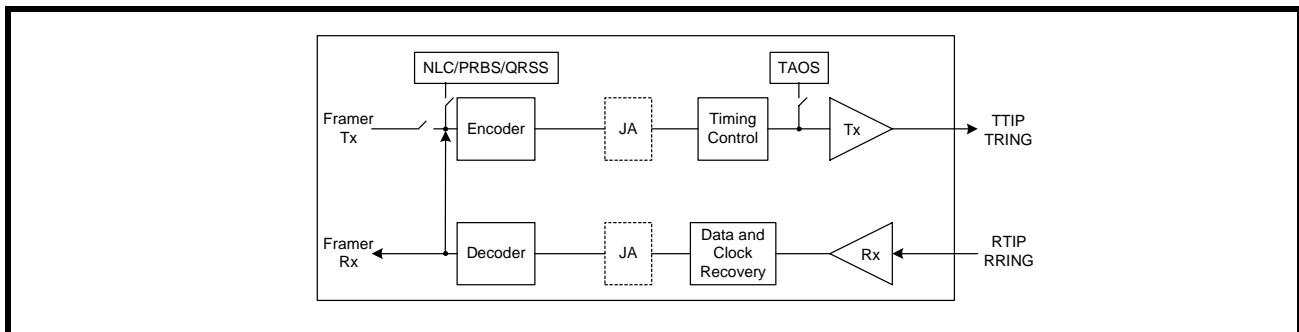 NLC/PRBS/QRSS
TAOS
Framer
Tx
Encoder
JA
Timing
Control
Tx
TTIP
TRING
Framer
Rx
Decoder
JA
Data and
Clock
Recovery
Rx
RTIP
RRING